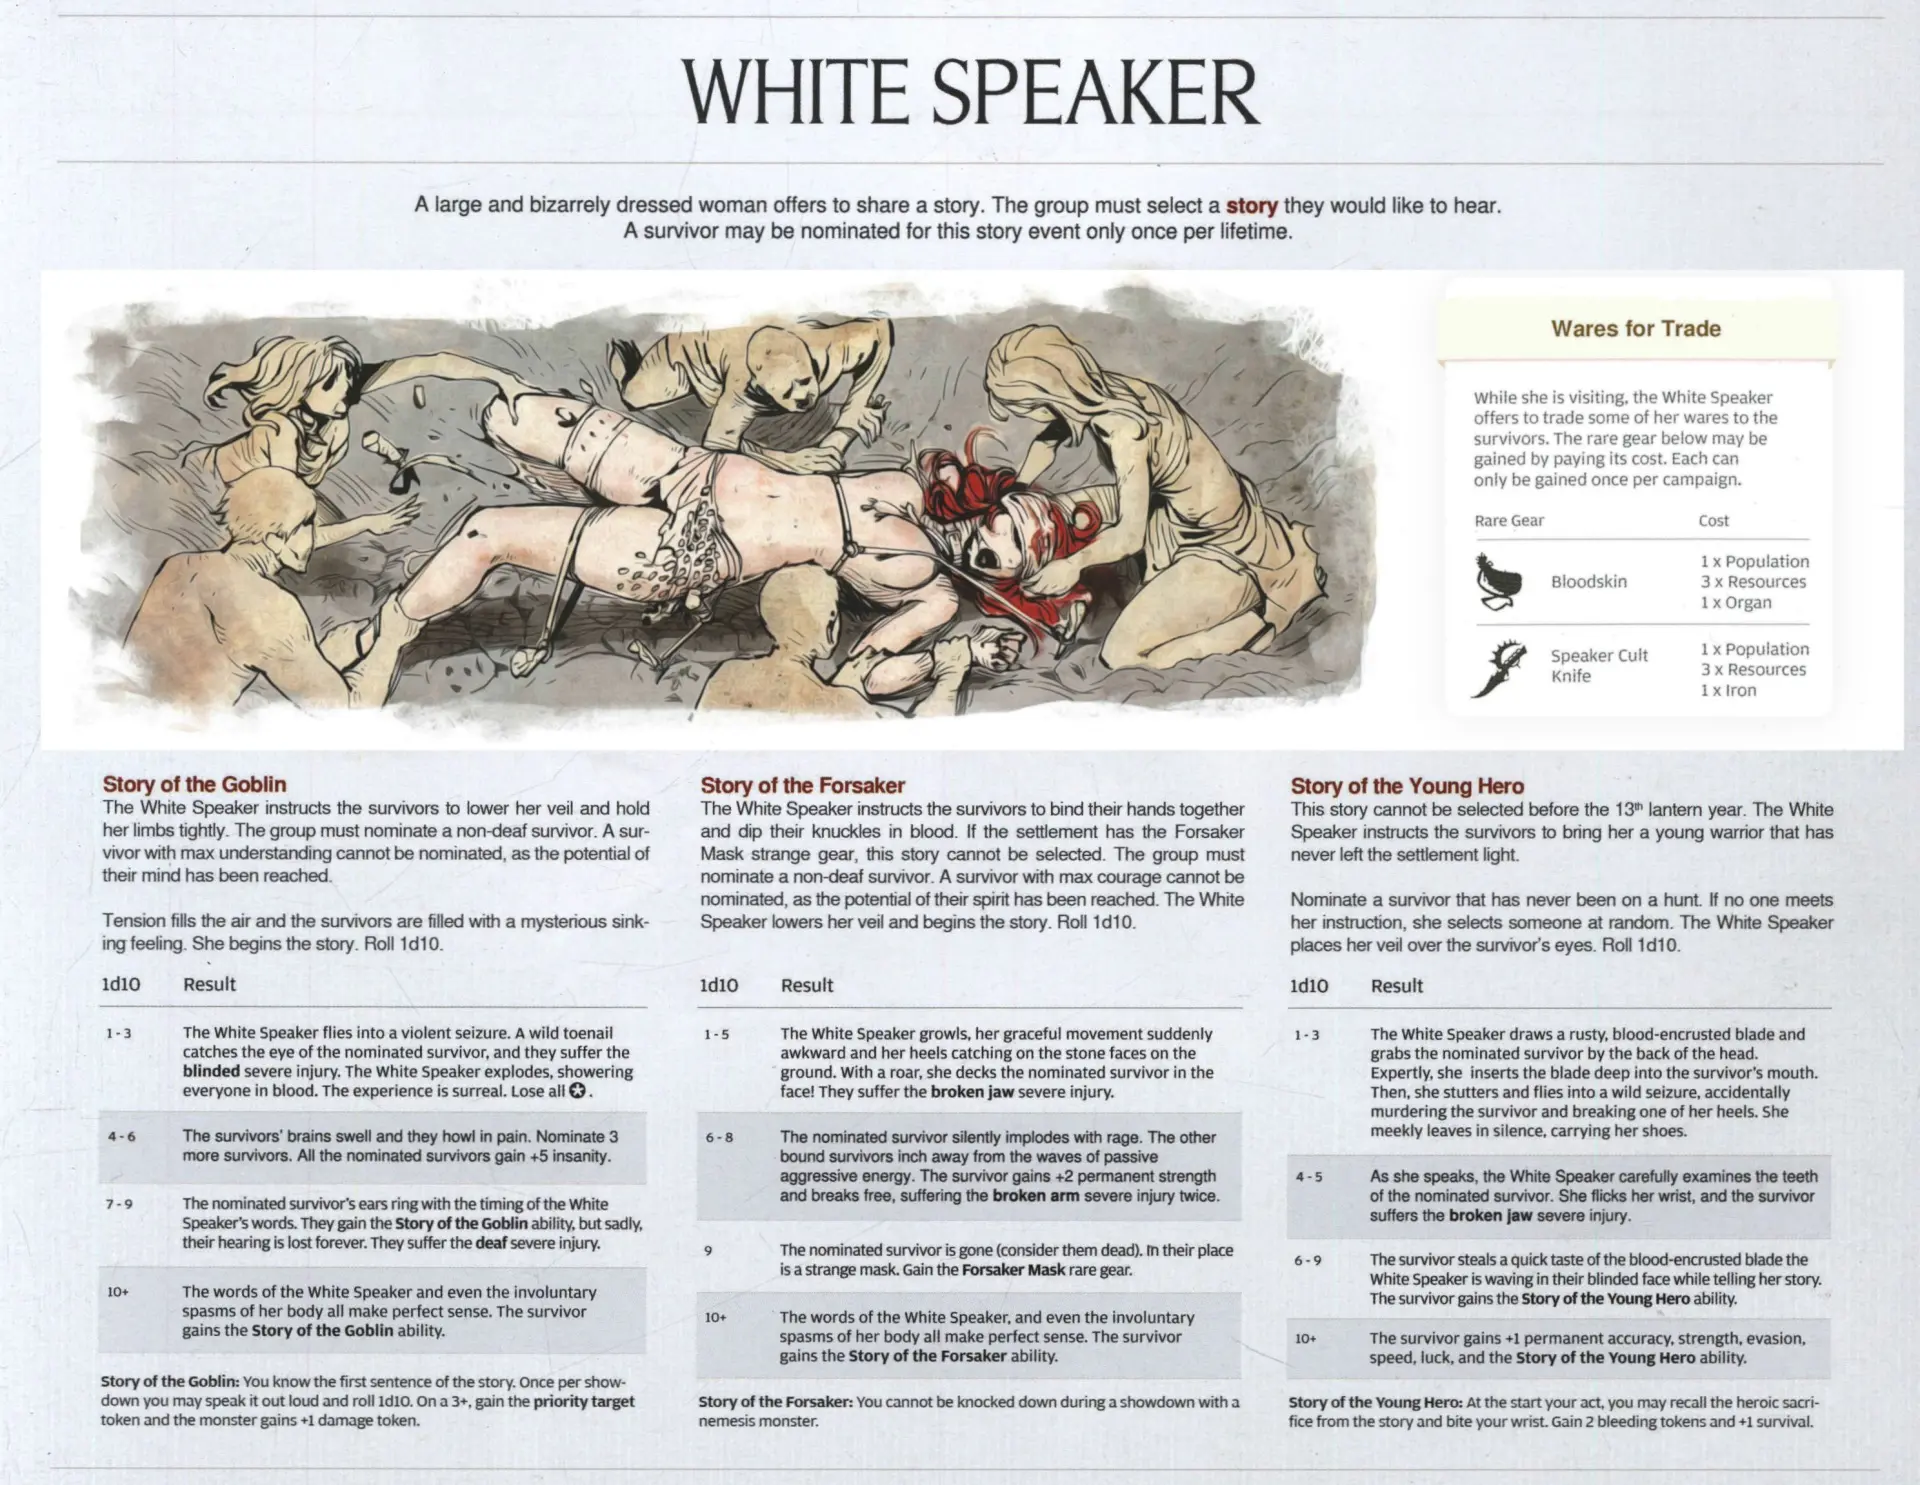 WHITE SPEAKER
A large and bizarrely dressed woman offers to share a story. The group must select a story they would like to hear.
A survivor may be nominated for this story event only once per lifetime.
Wares for Trade
While she is visiting, the White Speaker
offers to trade some of her wares to the
survivors. The rare gear below may be
gained by paying its cost. Each can
only be gained once per campaign.
Rare Gear Cost
Bloodskin
1 x Population
3 x Resources
1 x Organ
Speaker Cult
Knife
1 x Population
3 x Resources
1 x Iron
Story of the Goblin
The White Speaker instructs the survivors to lower her veil and hold
her limbs tightly. The group must nominate a non-deaf survivor. A sur-
vivor with max understanding cannot be nominated, as the potential of
their mind has been reached.
Tension fills the air and the survivors are filled with a mysterious sink-
ing feeling. She begins the story. Roll 1d10.
1d10 Result
1 - 3 The White Speaker flies into a violent seizure. A wild toenail
catches the eye of the nominated survivor, and they suffer the
blinded severe injury. The White Speaker explodes, showering
everyone in blood. The experience is surreal. Lose all .
4 - 6 The survivors' brains swell and they howl in pain. Nominate 3
more survivors. All the nominated survivors gain +5 insanity.
7 - 9 The nominated survivor's ears ring with the timing of the White
Speaker's words. They gain the Story of the Goblin ability, but sadly,
their hearing is lost forever. They suffer the deaf severe injury.
10+ The words of the White Speaker and even the involuntary
spasms of her body all make perfect sense. The survivor
gains the Story of the Goblin ability.
Story of the Goblin: You know the first sentence of the story. Once per show-
down you may speak it out loud and roll 1d10. On a 3+, gain the priority target
token and the monster gains +1 damage token.
Story of the Forsaker
The White Speaker instructs the survivors to bind their hands together
and dip their knuckles in blood. If the settlement has the Forsaker
Mask strange gear, this story cannot be selected. The group must
nominate a non-deaf survivor. A survivor with max courage cannot be
nominated, as the potential of their spirit has been reached. The White
Speaker lowers her veil and begins the story. Roll 1d10.
1d10 Result
1 - 5 The White Speaker growls, her graceful movement suddenly
awkward and her heels catching on the stone faces on the
ground. With a roar, she decks the nominated survivor in the
face! They suffer the broken jaw severe injury.
6 - 8 The nominated survivor silently implodes with rage. The other
bound survivors inch away from the waves of passive
aggressive energy. The survivor gains +2 permanent strength
and breaks free, suffering the broken arm severe injury twice.
9 The nominated survivor is gone (consider them dead). In their place
is a strange mask. Gain the Forsaker Mask rare gear.
10+ The words of the White Speaker, and even the involuntary
spasms of her body all make perfect sense. The survivor
gains the Story of the Forsaker ability.
Story of the Forsaker: You cannot be knocked down during a showdown with a
nemesis monster.
Story of the Young Hero
This story cannot be selected before the 13th lantern year. The White
Speaker instructs the survivors to bring her a young warrior that has
never left the settlement light.
Nominate a survivor that has never been on a hunt. If no one meets
her instruction, she selects someone at random. The White Speaker
places her veil over the survivor's eyes. Roll 1d10.
1d10 Result
1 - 3 The White Speaker draws a rusty, blood-encrusted blade and
grabs the nominated survivor by the back of the head.
Expertly, she inserts the blade deep into the survivor's mouth.
Then, she stutters and flies into a wild seizure, accidentally
murdering the survivor and breaking one of her heels. She
meekly leaves in silence, carrying her shoes.
4 - 5 As she speaks, the White Speaker carefully examines the teeth
of the nominated survivor. She flicks her wrist, and the survivor
suffers the broken jaw severe injury.
6 - 9 The survivor steals a quick taste of the blood-encrusted blade the
White Speaker is waving in their blinded face while telling her story.
The survivor gains the Story of the Young Hero ability.
10+ The survivor gains +1 permanent accuracy, strength, evasion,
speed, luck, and the Story of the Young Hero ability.
Story of the Young Hero: At the start your act, you may recall the heroic sacri-
fice from the story and bite your wrist. Gain 2 bleeding tokens and +1 survival.